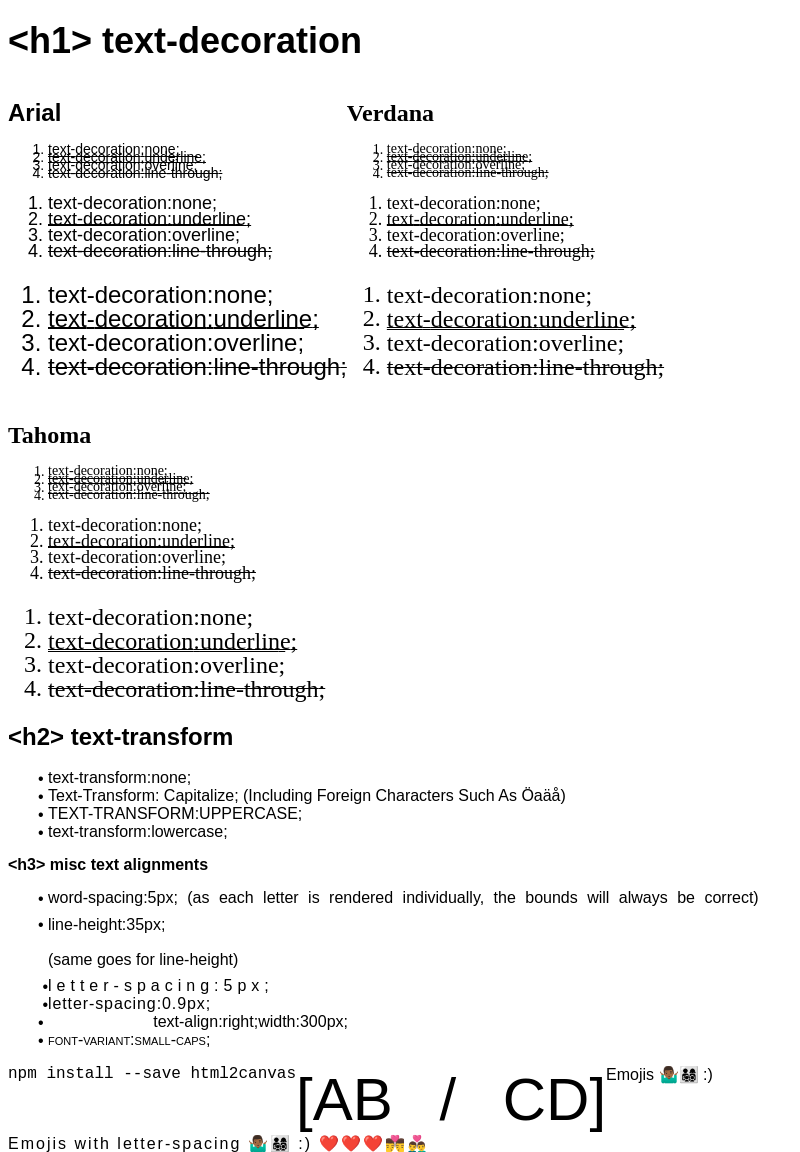 <h1> text-decoration
Arial
1. text-decoration:none;
2. text-decoration:underline;
3. text-decoration:overline;
4. text-decoration:line-through;
1. text-decoration:none;
2. text-decoration:underline;
3. text-decoration:overline;
4. text-decoration:line-through;
1. text-decoration:none;
2. text-decoration:underline;
3. text-decoration:overline;
4. text-decoration:line-through;
Verdana
1. text-decoration:none;
2. text-decoration:underline;
3. text-decoration:overline;
4. text-decoration:line-through;
1. text-decoration:none;
2. text-decoration:underline;
3. text-decoration:overline;
4. text-decoration:line-through;
1. text-decoration:none;
2. text-decoration:underline;
3. text-decoration:overline;
4. text-decoration:line-through;
Tahoma
1. text-decoration:none;
2. text-decoration:underline;
3. text-decoration:overline;
4. text-decoration:line-through;
1. text-decoration:none;
2. text-decoration:underline;
3. text-decoration:overline;
4. text-decoration:line-through;
1. text-decoration:none;
2. text-decoration:underline;
3. text-decoration:overline;
4. text-decoration:line-through;
<h2> text-transform
• text-transform:none;
• Text-Transform: Capitalize; (Including Foreign Characters Such As Öaäå)
• TEXT-TRANSFORM:UPPERCASE;
• text-transform:lowercase;
<h3> misc text alignments
• word-spacing:5px; (as each letter is rendered individually, the bounds will always be correct)
• line-height:35px;
(same goes for line-height)
• letter-spacing:5px;
• letter-spacing:0.9px;
• text-align:right;width:300px;
• FONT-VARIANT:SMALL-CAPS;
npm install --save html2canvas [AB / CD] Emojis 🤷🏾‍♂️👨‍👩‍👧‍👦 :)
Emojis with letter-spacing 🤷🏾‍♂️👨‍👩‍👧‍👦 :) ❤️❤️❤️👩‍❤️‍💋‍👨💑